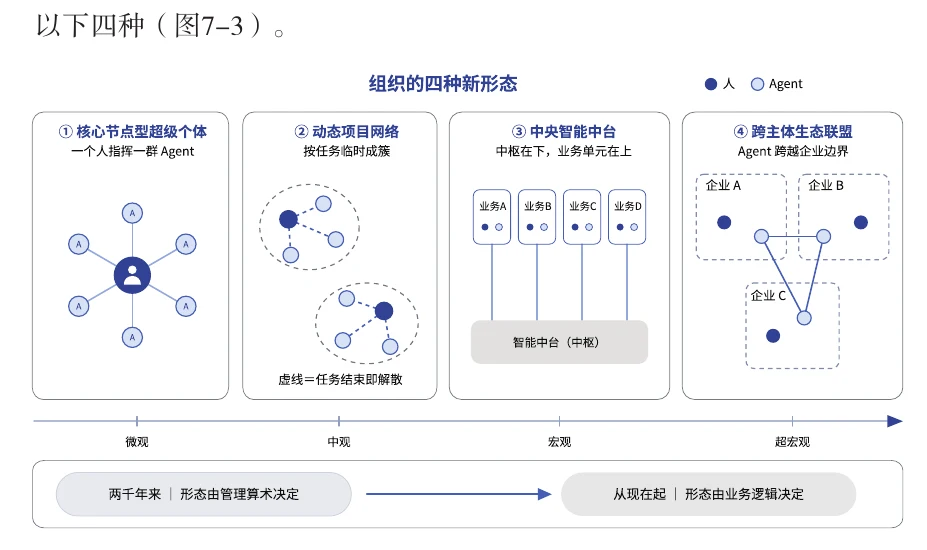 以下四种（图7-3）。
组织的四种新形态
人 Agent
① 核心节点型超级个体
一个人指挥一群 Agent
A
A
A
A
A
A
② 动态项目网络
按任务临时成簇
虚线＝任务结束即解散
③ 中央智能中台
中枢在下，业务单元在上
业务A 业务B 业务C 业务D
智能中台（中枢）
④ 跨主体生态联盟
Agent 跨越企业边界
企业 A 企业 B
企业 C
微观 中观 宏观 超宏观
两千年来｜形态由管理算术决定
从现在起｜形态由业务逻辑决定